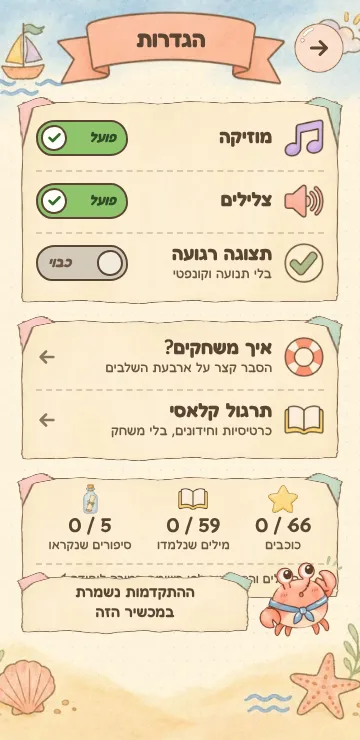 הגדרות
מוזיקה
פועל
צלילים
פועל
תצוגה רגועה
בלי תנועה וקונפטי
כבוי
איך משחקים?
הסבר קצר על ארבעת השלבים
תרגול קלאסי
כרטיסיות וחידונים, בלי משחק
66 / 0
כוכבים
59 / 0
מילים שנלמדו
5 / 0
סיפורים שנקראו
ההתקדמות נשמרת
במכשיר הזה